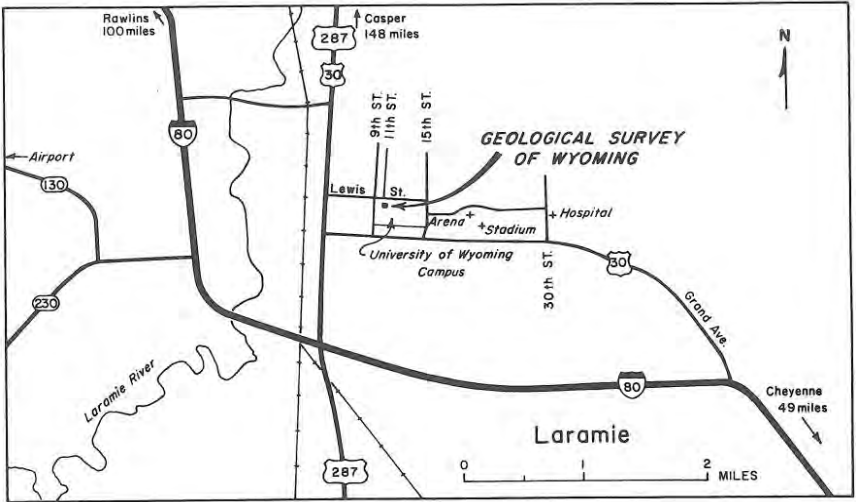 Rawlins
100 miles
Casper
148 miles
287
30
N
80
9th ST.
11th ST.
15th ST.
GEOLOGICAL SURVEY
OF WYOMING
Airport
130
Lewis St.
Arena
Stadium
Hospital
University of Wyoming
Campus
30th ST.
30
230
Grand Ave.
Laramie River
80
Cheyenne
49 miles
Laramie
287
0 1 2
MILES